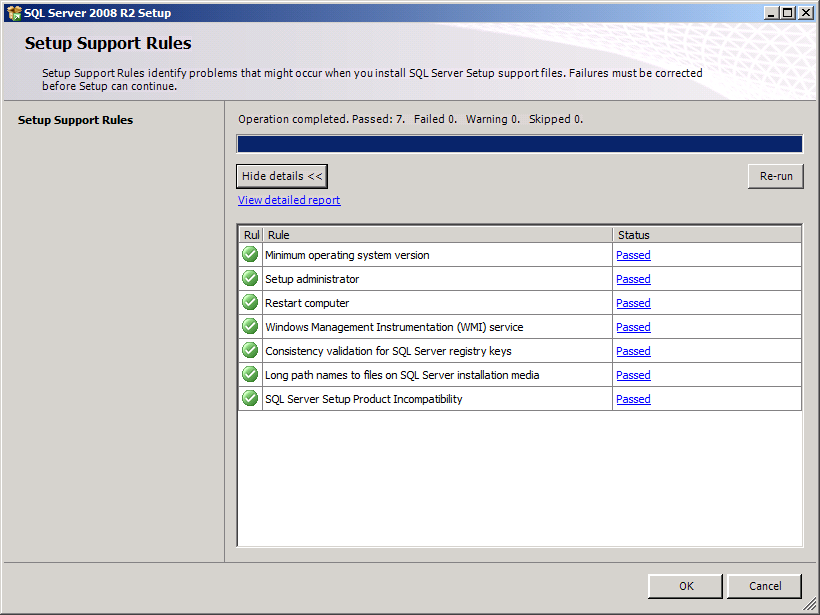 SQL Server 2008 R2 Setup
Setup Support Rules
Setup Support Rules identify problems that might occur when you install SQL Server Setup support files. Failures must be corrected
before Setup can continue.
Setup Support Rules
Operation completed. Passed: 7. Failed 0. Warning 0. Skipped 0.
Hide details <<
Re-run
View detailed report
Rul Rule Status
Minimum operating system version Passed
Setup administrator Passed
Restart computer Passed
Windows Management Instrumentation (WMI) service Passed
Consistency validation for SQL Server registry keys Passed
Long path names to files on SQL Server installation media Passed
SQL Server Setup Product Incompatibility Passed
OK Cancel